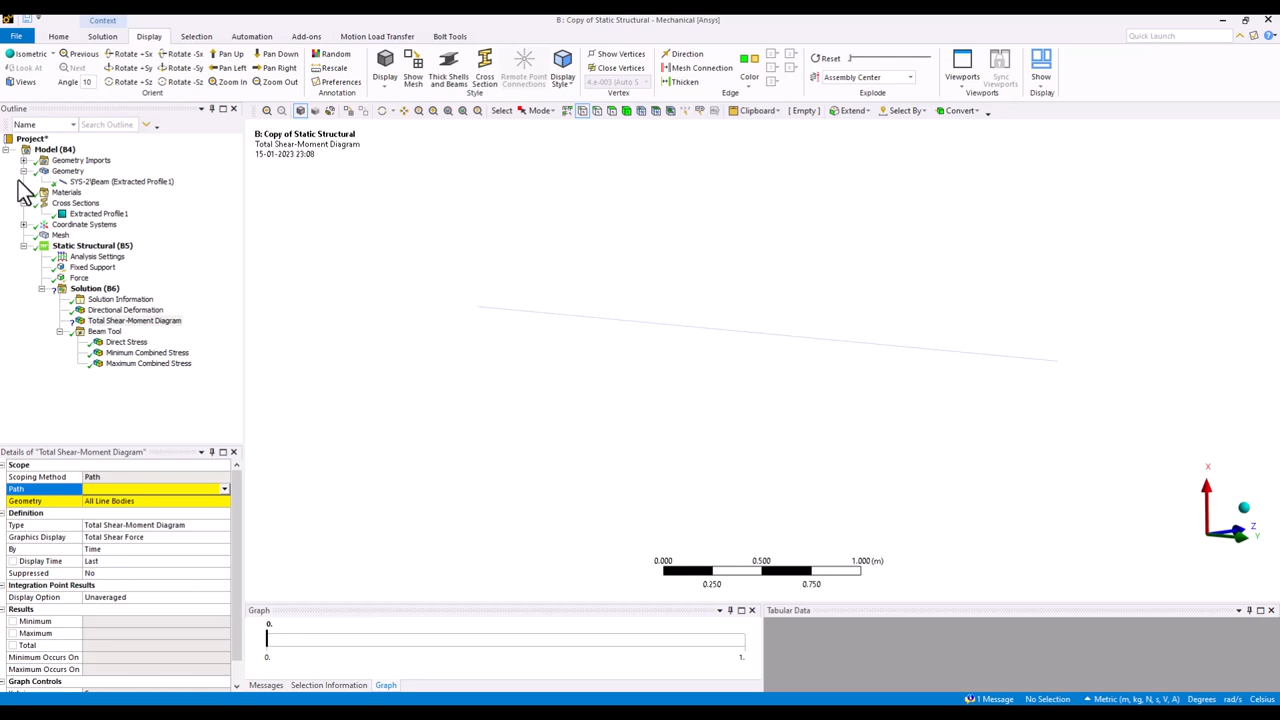 Context
B: Copy of Static Structural - Mechanical [Ansys]
File Home Solution Display Selection Automation Add-ons Motion Load Transfer Bolt Tools
Quick Launch
Isometric Previous Rotate +Sx Rotate -Sx Pan Up Pan Down Random
Look At Next Rotate +Sy Rotate -Sy Pan Left Pan Right Rescale
Views Angle 10 Rotate +Sz Rotate -Sz Zoom In Zoom Out Preferences
Orient Annotation
Display Show Mesh Thick Shells and Beams Cross Section Remote Point Connections Display Style
Style
Show Vertices
Close Vertices
4.e-003 (Auto S
Vertex
Direction
Mesh Connection
Thicken
Color
Edge
Reset
Assembly Center
Explode
Viewports Sync Viewports
Viewports
Show
Display
Outline
Name Search Outline
Select Mode Clipboard [ Empty ] Extend Select By Convert
Project*
Model (B4)
Geometry Imports
Geometry
SYS-2\Beam (Extracted Profile1)
Materials
Cross Sections
Extracted Profile1
Coordinate Systems
Mesh
Static Structural (B5)
Analysis Settings
Fixed Support
Force
Solution (B6)
Solution Information
Directional Deformation
Total Shear-Moment Diagram
Beam Tool
Direct Stress
Minimum Combined Stress
Maximum Combined Stress
B: Copy of Static Structural
Total Shear-Moment Diagram
15-01-2023 23:08
Details of "Total Shear-Moment Diagram"
Scope
Scoping Method Path
Path
Geometry All Line Bodies
Definition
Type Total Shear-Moment Diagram
Graphics Display Total Shear Force
By Time
Display Time Last
Suppressed No
Integration Point Results
Display Option Unaveraged
Results
Minimum
Maximum
Total
Minimum Occurs On
Maximum Occurs On
Graph Controls
X
Z
Y
0.000 0.500 1.000 (m)
0.250 0.750
Graph
0.
0. 1.
Messages Selection Information Graph
Tabular Data
1 Message No Selection Metric (m, kg, N, s, V, A) Degrees rad/s Celsius